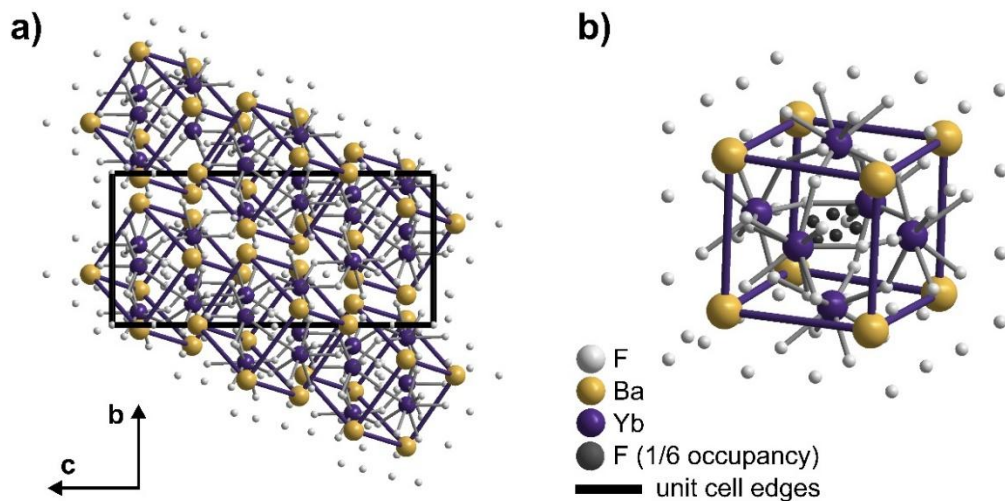 a)
b)
b
c
F
Ba
Yb
F (1/6 occupancy)
unit cell edges